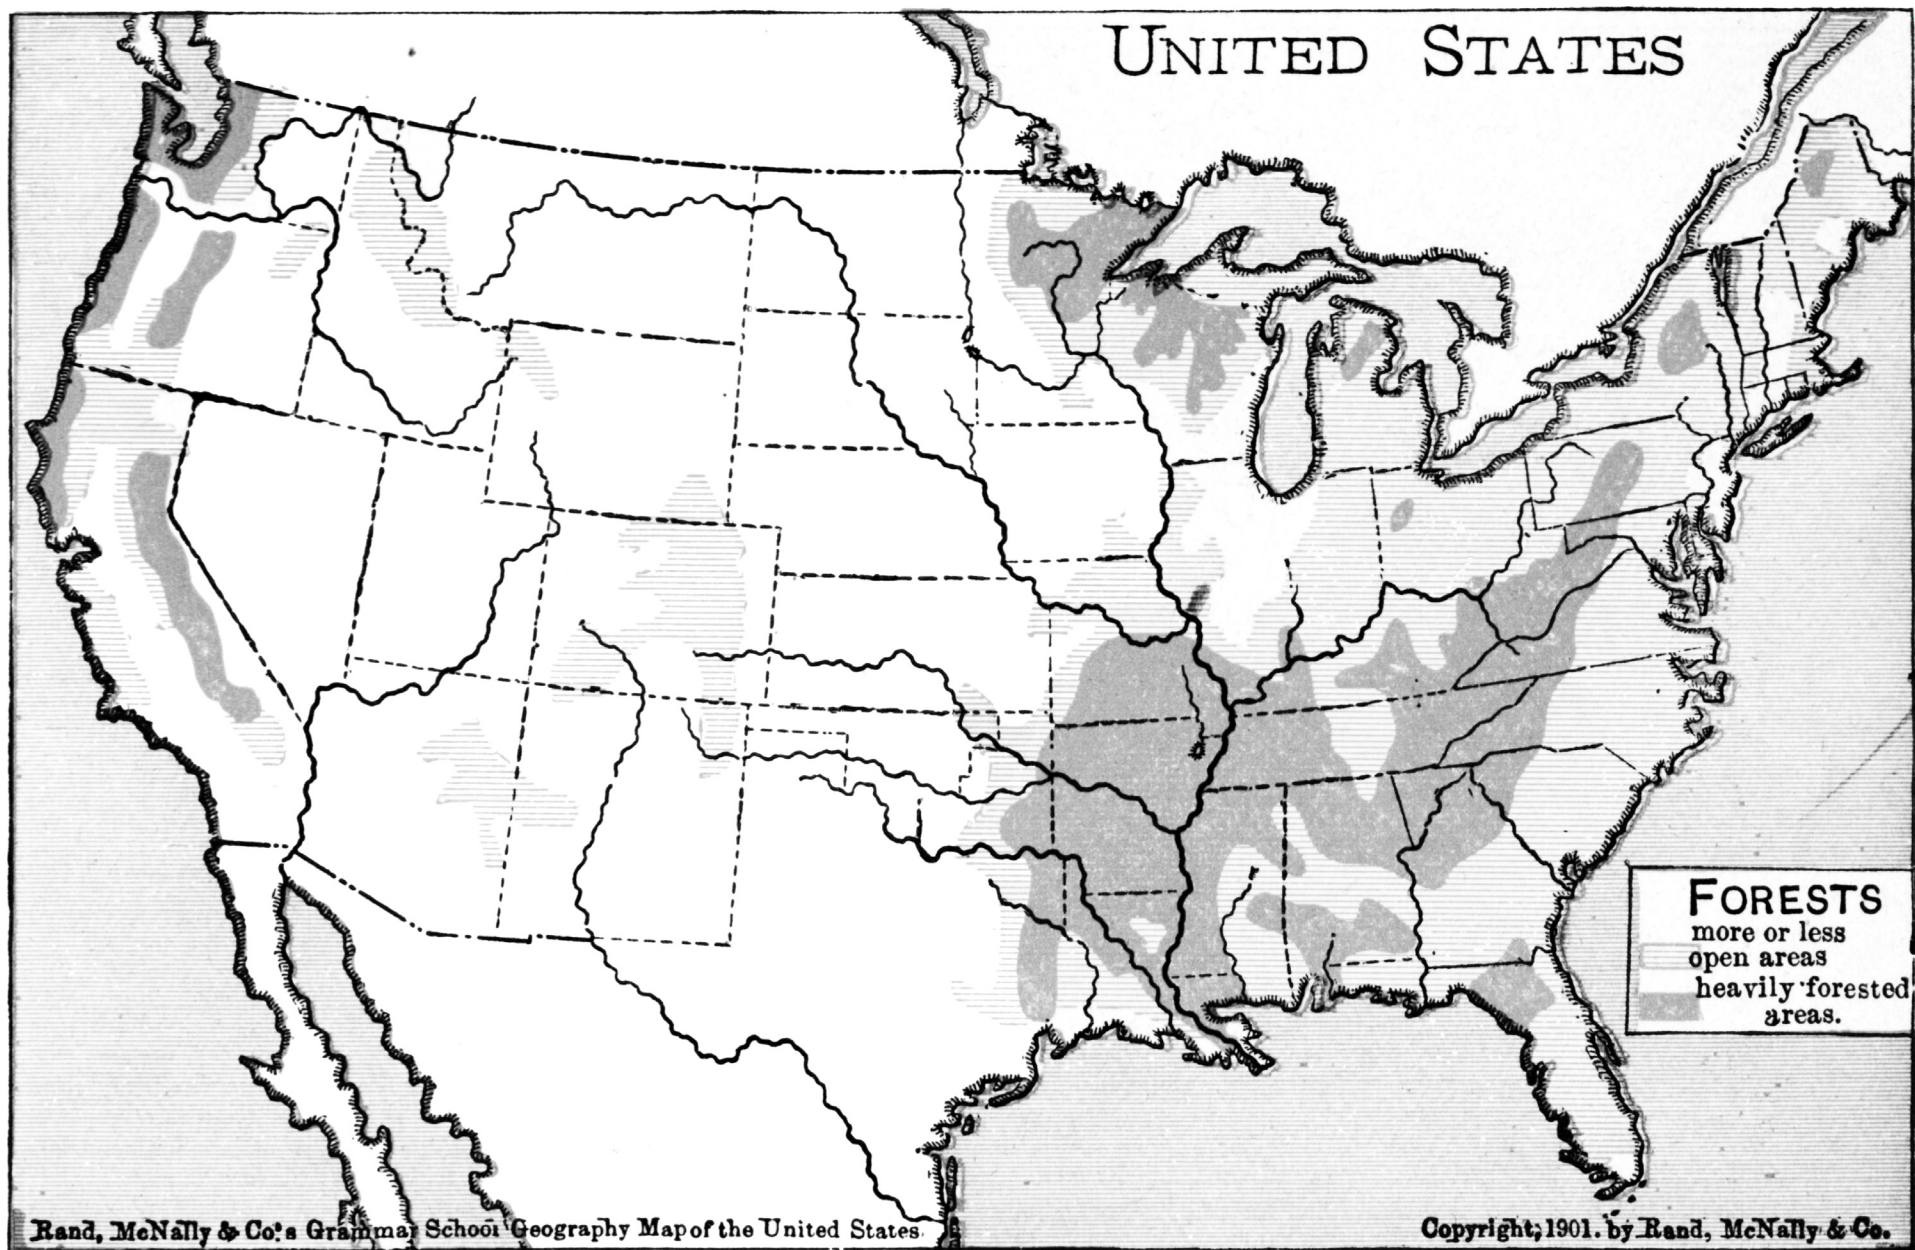 UNITED STATES
FORESTS
more or less
open areas
heavily forested
areas.
Rand, McNally & Co.'s Grammar School Geography Map of the United States.
Copyright, 1901. by Rand, McNally & Co.